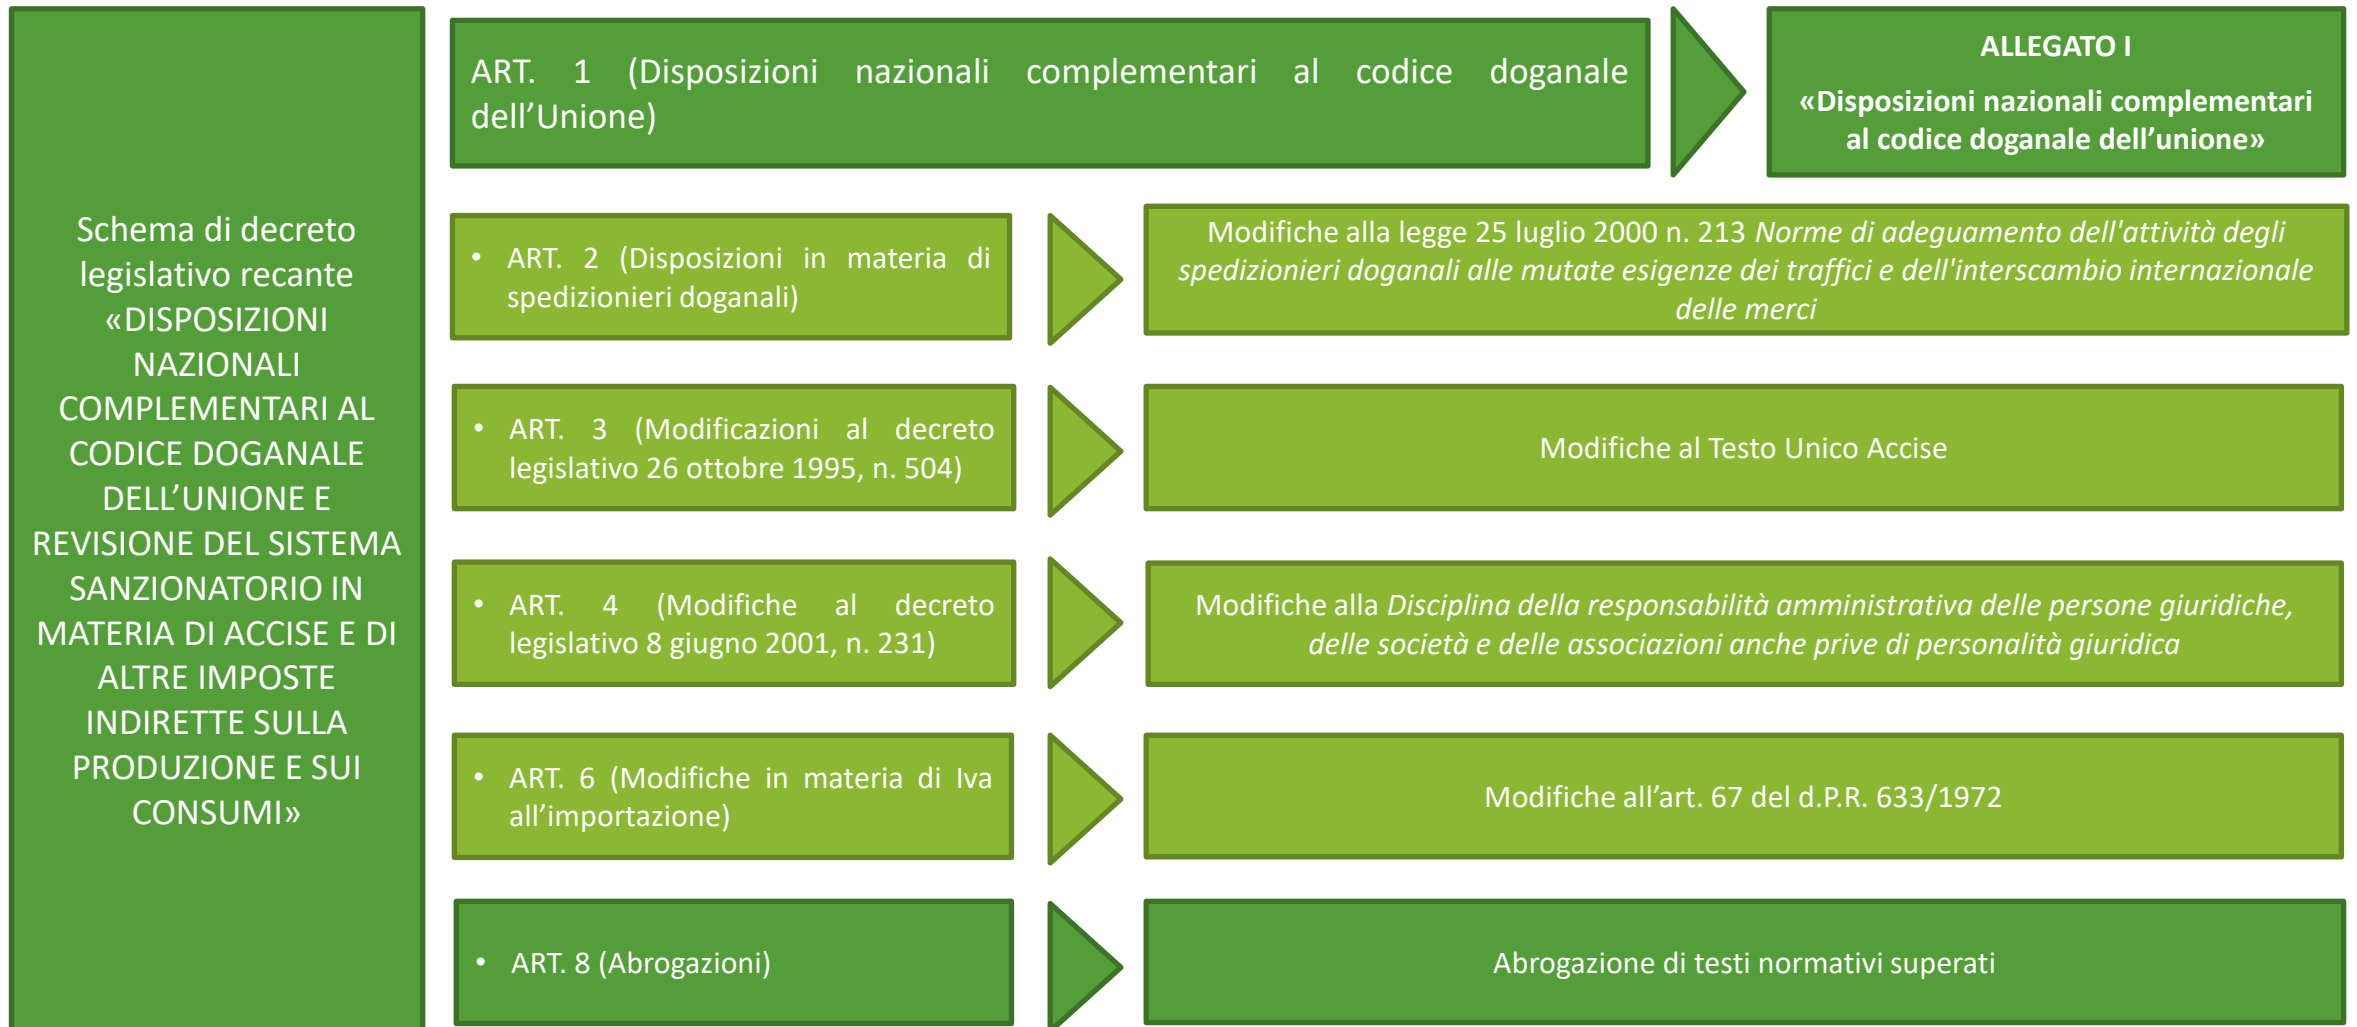 Schema di decreto
legislativo recante
«DISPOSIZIONI
NAZIONALI
COMPLEMENTARI AL
CODICE DOGANALE
DELL’UNIONE E
REVISIONE DEL SISTEMA
SANZIONATORIO IN
MATERIA DI ACCISE E DI
ALTRE IMPOSTE
INDIRETTE SULLA
PRODUZIONE E SUI
CONSUMI»
ART. 1 (Disposizioni nazionali complementari al codice doganale
dell’Unione)
ALLEGATO I
«Disposizioni nazionali complementari
al codice doganale dell’unione»
• ART. 2 (Disposizioni in materia di
spedizionieri doganali)
Modifiche alla legge 25 luglio 2000 n. 213 Norme di adeguamento dell'attività degli
spedizionieri doganali alle mutate esigenze dei traffici e dell'interscambio internazionale
delle merci
• ART. 3 (Modificazioni al decreto
legislativo 26 ottobre 1995, n. 504)
Modifiche al Testo Unico Accise
• ART. 4 (Modifiche al decreto
legislativo 8 giugno 2001, n. 231)
Modifiche alla Disciplina della responsabilità amministrativa delle persone giuridiche,
delle società e delle associazioni anche prive di personalità giuridica
• ART. 6 (Modifiche in materia di Iva
all’importazione)
Modifiche all’art. 67 del d.P.R. 633/1972
• ART. 8 (Abrogazioni)
Abrogazione di testi normativi superati